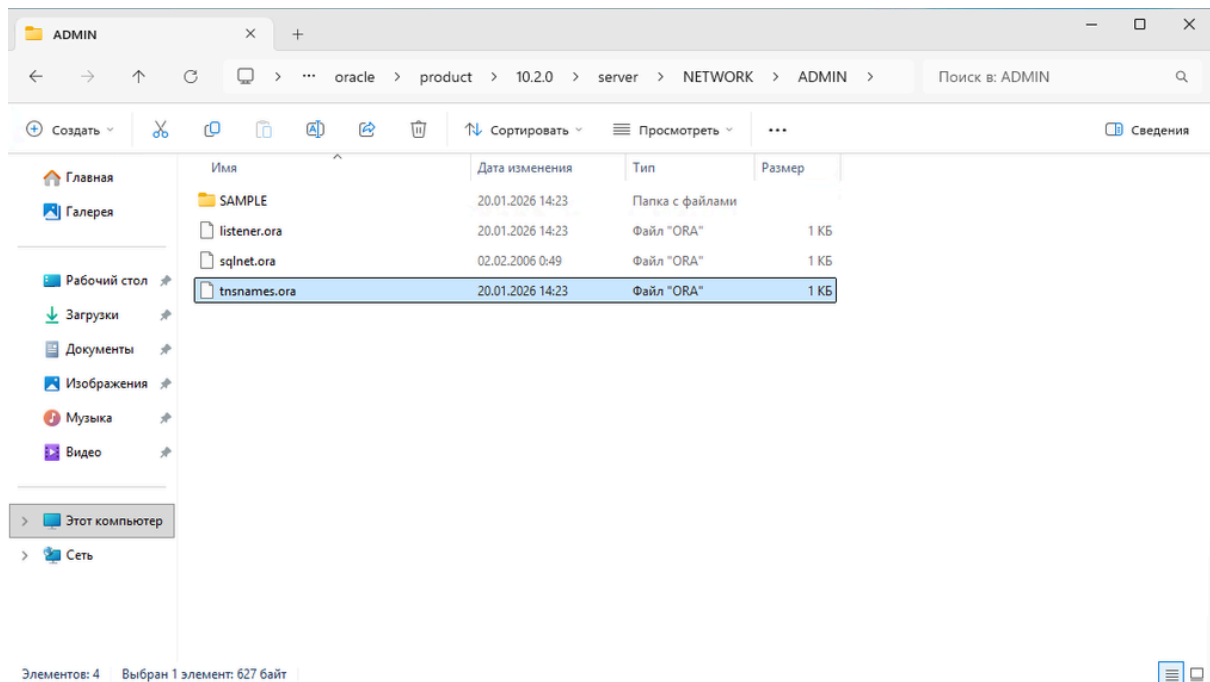 ADMIN
oracle > product > 10.2.0 > server > NETWORK > ADMIN >
Поиск в: ADMIN
Создать
Сортировать
Просмотреть
Сведения
Главная
Галерея
Рабочий стол
Загрузки
Документы
Изображения
Музыка
Видео
Этот компьютер
Сеть
Имя Дата изменения Тип Размер
SAMPLE 20.01.2026 14:23 Папка с файлами
listener.ora 20.01.2026 14:23 Файл "ORA" 1 КБ
sqlnet.ora 02.02.2006 0:49 Файл "ORA" 1 КБ
tnsnames.ora 20.01.2026 14:23 Файл "ORA" 1 КБ
Элементов: 4 Выбран 1 элемент: 627 байт